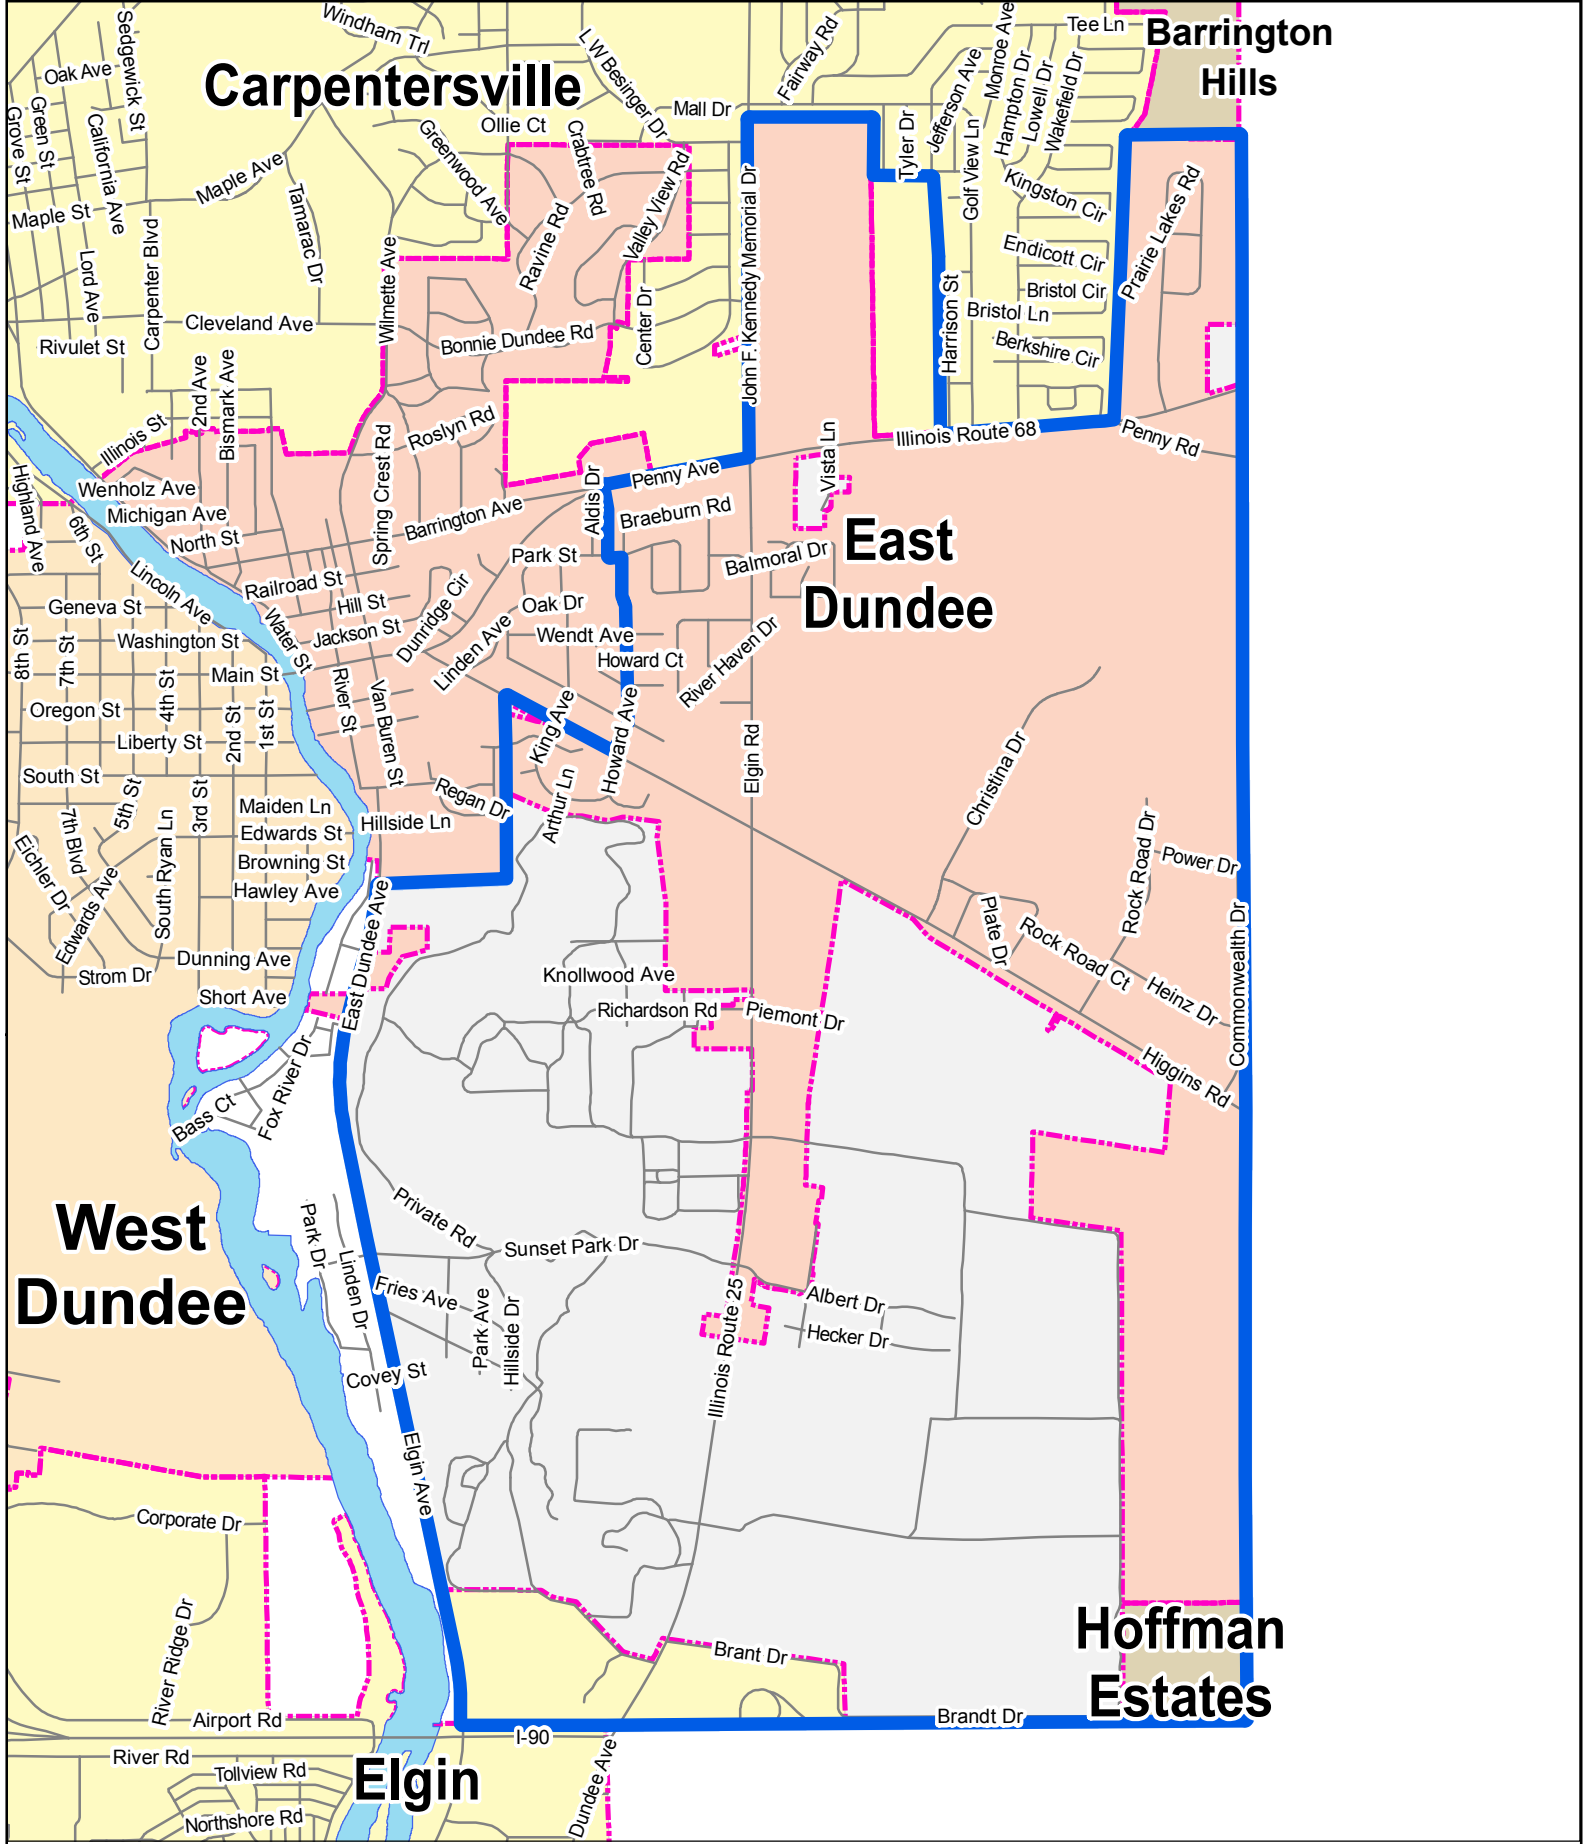 Windham Trl
Sedgewick St
L W Besinger Dr
Fairway Rd
Monroe Ave
Tee Ln
Barrington
Hills
Oak Ave
Carpentersville
Mall Dr
Jefferson Ave
Hampton Dr
Lowell Dr
Wakefield Dr
Grove St
Green St
California Ave
Ollie Ct
Greenwood Ave
Crabtree Rd
Tyler Dr
Golf View Ln
Maple Ave
Maple St
Tamarac Dr
Valley View Rd
Ravine Rd
John F. Kennedy Memorial Dr
Kingston Cir
Prairie Lakes Rd
Lord Ave
Carpenter Blvd
Wilmette Ave
Endicott Cir
Bristol Cir
Harrison St
Bristol Ln
Cleveland Ave
Rivulet St
Bonnie Dundee Rd
Center Dr
Berkshire Cir
2nd Ave
Bismark Ave
Illinois St
Roslyn Rd
Illinois Route 68
Penny Rd
Vista Ln
Highland Ave
Wenholz Ave
Michigan Ave
Spring Crest Rd
Penny Ave
Aldis Dr
Braeburn Rd
Barrington Ave
6th St
North St
Park St
Balmoral Dr
East
Dundee
Lincoln Ave
Railroad St
Geneva St
Hill St
Oak Dr
Dunridge Cir
Water St
Jackson St
Washington St
Linden Ave
Wendt Ave
Howard Ct
River Haven Dr
8th St
7th St
4th St
Main St
River St
Van Buren St
Oregon St
2nd St
1st St
Liberty St
King Ave
Howard Ave
Elgin Rd
South St
5th St
3rd St
Regan Dr
Arthur Ln
Christina Dr
Maiden Ln
Hillside Ln
7th Blvd
South Ryan Ln
Edwards St
Rock Road Dr
Power Dr
Eichler Dr
Browning St
Hawley Ave
Edwards Ave
East Dundee Ave
Plate Dr
Rock Road Ct
Commonwealth Dr
Dunning Ave
Strom Dr
Knollwood Ave
Heinz Dr
Short Ave
Richardson Rd
Piemont Dr
Higgins Rd
Fox River Dr
Bass Ct
West
Dundee
Private Rd
Park Dr
Linden Dr
Sunset Park Dr
Fries Ave
Park Ave
Hillside Dr
Illinois Route 25
Albert Dr
Hecker Dr
Covey St
Elgin Ave
Corporate Dr
River Ridge Dr
Hoffman
Estates
Brant Dr
Airport Rd
Brandt Dr
I-90
River Rd
Tollview Rd
Elgin
Dundee Ave
Northshore Rd